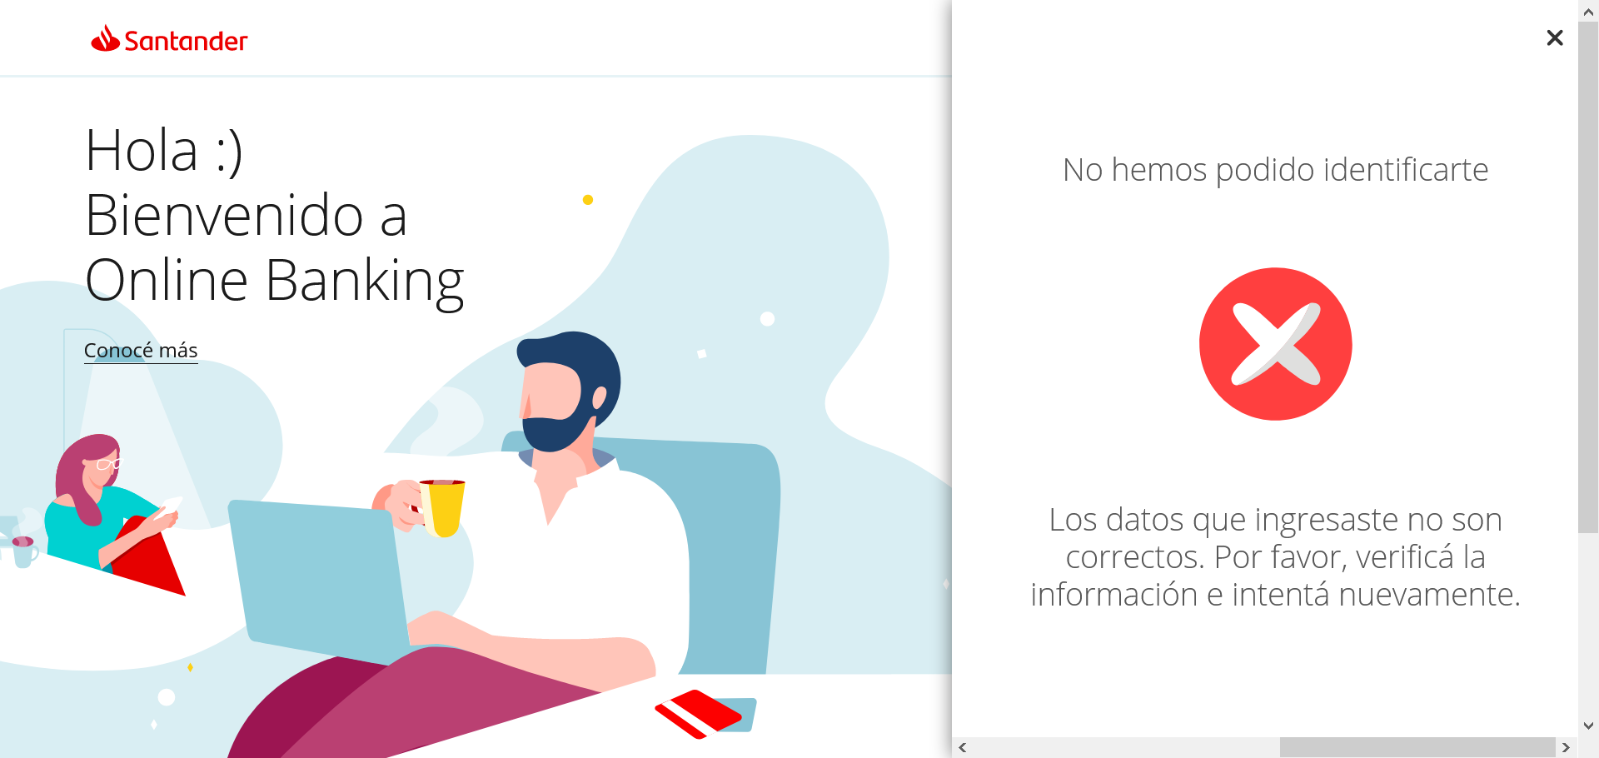 Santander
Hola :)
Bienvenido a
Online Banking
Conocé más
No hemos podido identificarte
Los datos que ingresaste no son
correctos. Por favor, verificá la
información e intentá nuevamente.